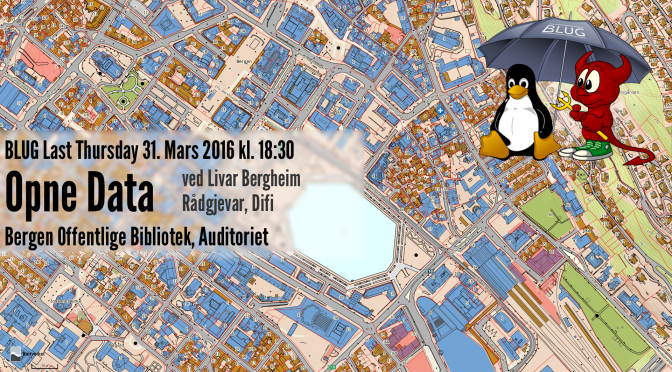 BLUG
BLUG Last Thursday 31. Mars 2016 kl. 18:30
Opne Data
ved Livar Bergheim
Rådgjevar, Difi
Bergen Offentlige Bibliotek, Auditoriet
Bergen